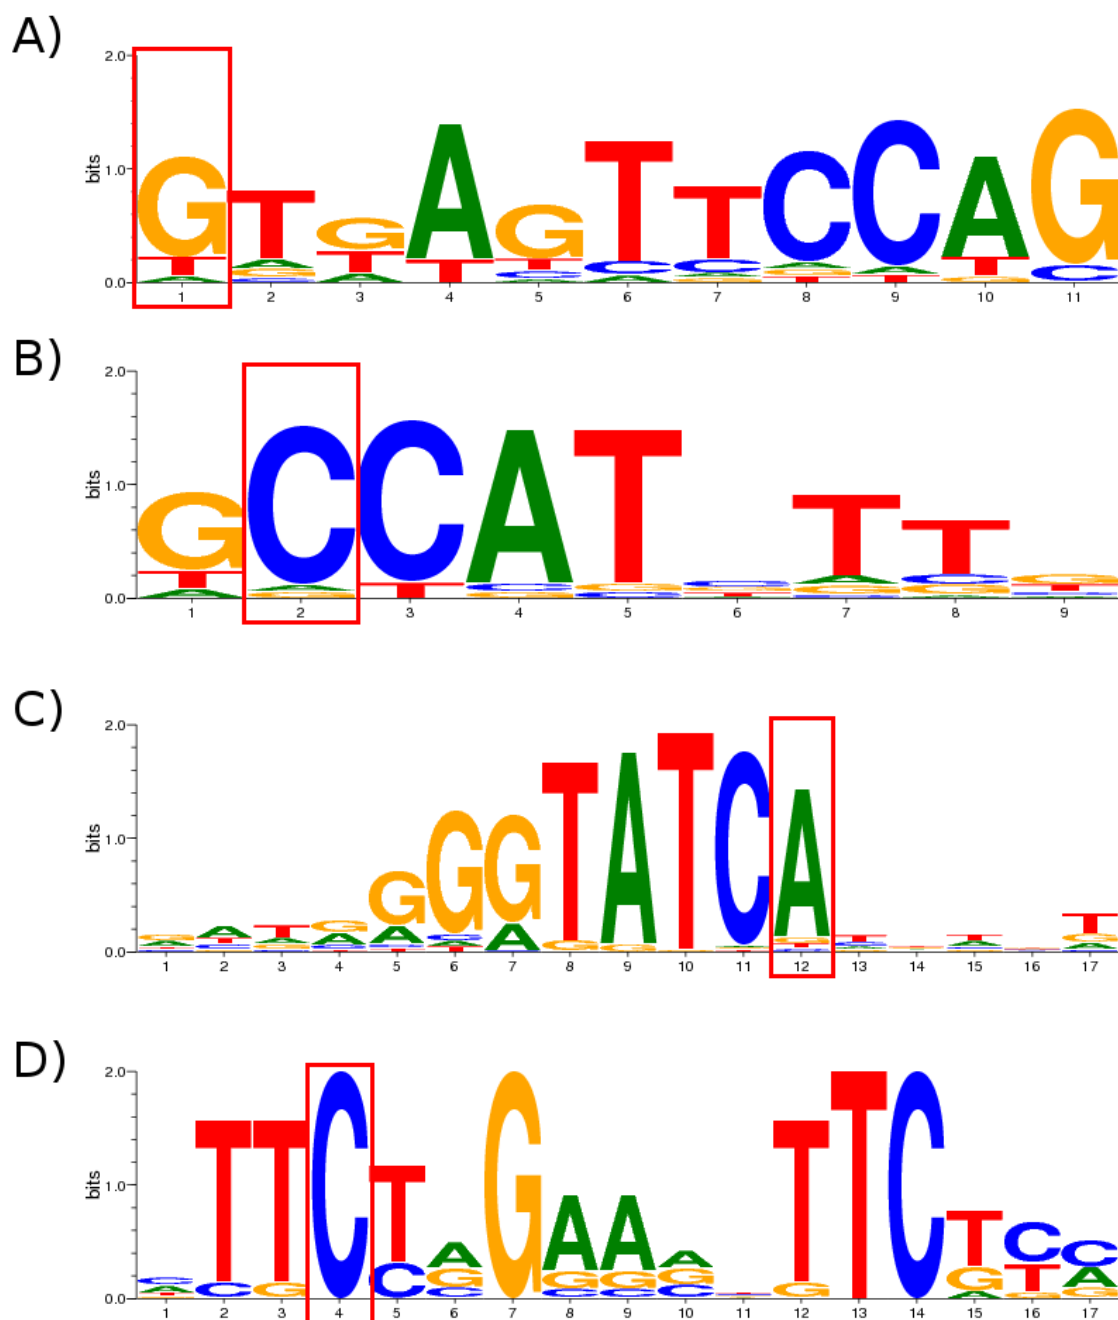 A)
2.0
bits
1.0
0.0
G T G A G T T C C A G
T A T T T C C A A T C
A G A C A A G T G
C A G
1 2 3 4 5 6 7 8 9 10 11
B)
2.0
bits
1.0
0.0
G C C A T C T T G
T A T C G G A C T
A G G C T G G C
1 2 3 4 5 6 7 8 9
C)
2.0
bits
1.0
0.0
G G G T A T C A
1 2 3 4 5 6 7 8 9 10 11 12 13 14 15 16 17
D)
2.0
bits
1.0
0.0
C T T C T A G A A A T T C T C C
A C G C G G G G G G T A
C C C C A G G
1 2 3 4 5 6 7 8 9 10 11 12 13 14 15 16 17